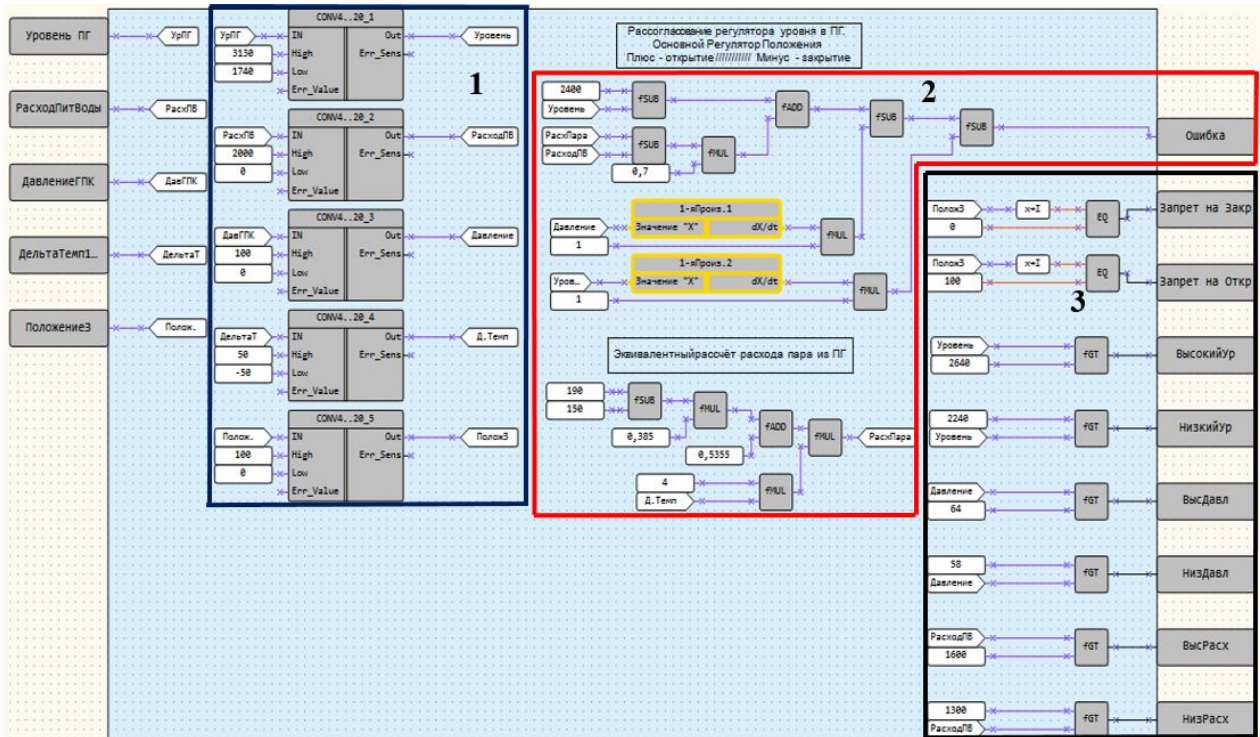 Уровень ПГ
РасходПитВоды
ДавлениеГПК
ДельтаТемп1…
ПоложениеЗ
УрПГ
РасхПВ
ДавГПК
ДельтаТ
Полож.
1
CONV4..20_1
УрПГ
IN
Out
Уровень
3130
High
Err_Sens
1740
Low
Err_Value
CONV4..20_2
РасхПВ
IN
Out
РасходПВ
2000
High
Err_Sens
0
Low
Err_Value
CONV4..20_3
ДавГПК
IN
Out
Давление
100
High
Err_Sens
0
Low
Err_Value
CONV4..20_4
ДельтаТ
IN
Out
Д.Темп
50
High
Err_Sens
-50
Low
Err_Value
CONV4..20_5
Полож.
IN
Out
ПоложЗ
100
High
Err_Sens
0
Low
Err_Value
Рассогласование регулятора уровня в ПГ.
Основной Регулятор Положения
Плюс - открытие /////////// Минус - закрытие
2
2400
Уровень
fSUB
РасхПара
РасходПВ
fSUB
0,7
fMUL
fADD
fSUB
fSUB
Ошибка
1-яПроиз.1
Давление
Значение "X"
dX/dt
1
fMUL
1-яПроиз.2
Уров…
Значение "X"
dX/dt
1
fMUL
Эквивалентный рассчёт расхода пара из ПГ
190
150
fSUB
0,385
fMUL
0,5355
fADD
4
Д.Темп
fMUL
fMUL
РасхПара
3
ПоложЗ
x→I
0
EQ
Запрет на Закр
ПоложЗ
x→I
100
EQ
Запрет на Откр
Уровень
2640
fGT
ВысокийУр
2240
Уровень
fGT
НизкийУр
Давление
64
fGT
ВысДавл
58
Давление
fGT
НизДавл
РасходПВ
1600
fGT
ВысРасх
1300
РасходПВ
fGT
НизРасх